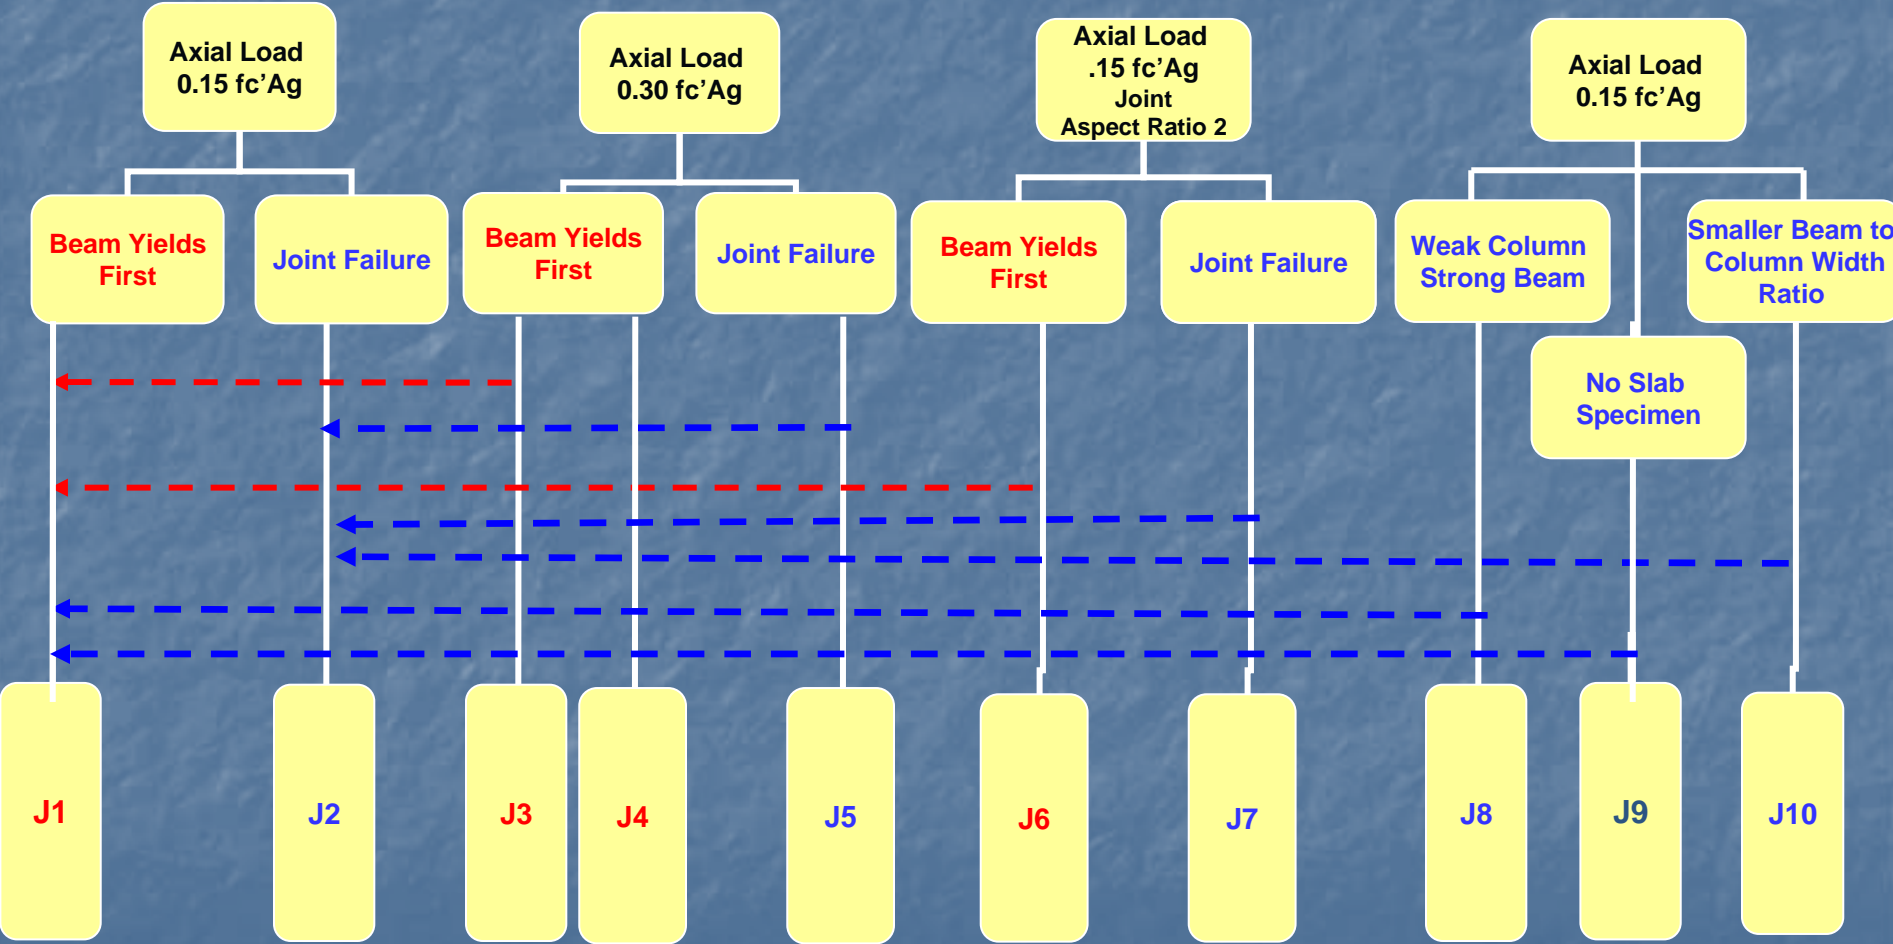 Axial Load
0.15 fc’Ag
Axial Load
0.30 fc’Ag
Axial Load
.15 fc’Ag
Joint
Aspect Ratio 2
Axial Load
0.15 fc’Ag
Beam Yields
First
Joint Failure
Beam Yields
First
Joint Failure
Beam Yields
First
Joint Failure
Weak Column
Strong Beam
Smaller Beam to
Column Width
Ratio
No Slab
Specimen
J1
J2
J3
J4
J5
J6
J7
J8
J9
J10